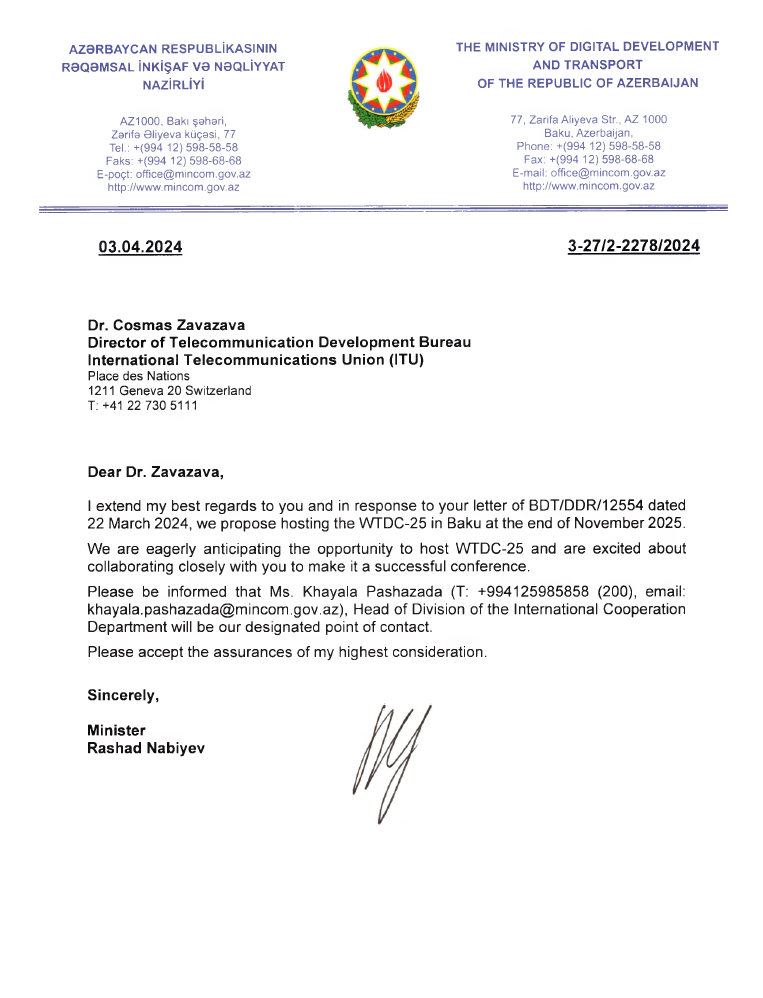 AZƏRBAYCAN RESPUBLİKASININ
RƏQƏMSAL İNKİŞAF VƏ NƏQLİYYAT
NAZİRLİYİ
AZ1000, Bakı şəhəri,
Zərifə Əliyeva küçəsi, 77
Tel.: +(994 12) 598-58-58
Faks: +(994 12) 598-68-68
E-poçt: office@mincom.gov.az
http://www.mincom.gov.az
THE MINISTRY OF DIGITAL DEVELOPMENT
AND TRANSPORT
OF THE REPUBLIC OF AZERBAIJAN
77, Zarifa Aliyeva Str., AZ 1000
Baku, Azerbaijan,
Phone: +(994 12) 598-58-58
Fax: +(994 12) 598-68-68
E-mail: office@mincom.gov.az
http://www.mincom.gov.az
03.04.2024
3-27/2-2278/2024
Dr. Cosmas Zavazava
Director of Telecommunication Development Bureau
International Telecommunications Union (ITU)
Place des Nations
1211 Geneva 20 Switzerland
T: +41 22 730 5111
Dear Dr. Zavazava,
I extend my best regards to you and in response to your letter of BDT/DDR/12554 dated
22 March 2024, we propose hosting the WTDC-25 in Baku at the end of November 2025.
We are eagerly anticipating the opportunity to host WTDC-25 and are excited about
collaborating closely with you to make it a successful conference.
Please be informed that Ms. Khayala Pashazada (T: +994125985858 (200), email:
khayala.pashazada@mincom.gov.az), Head of Division of the International Cooperation
Department will be our designated point of contact.
Please accept the assurances of my highest consideration.
Sincerely,
Minister
Rashad Nabiyev